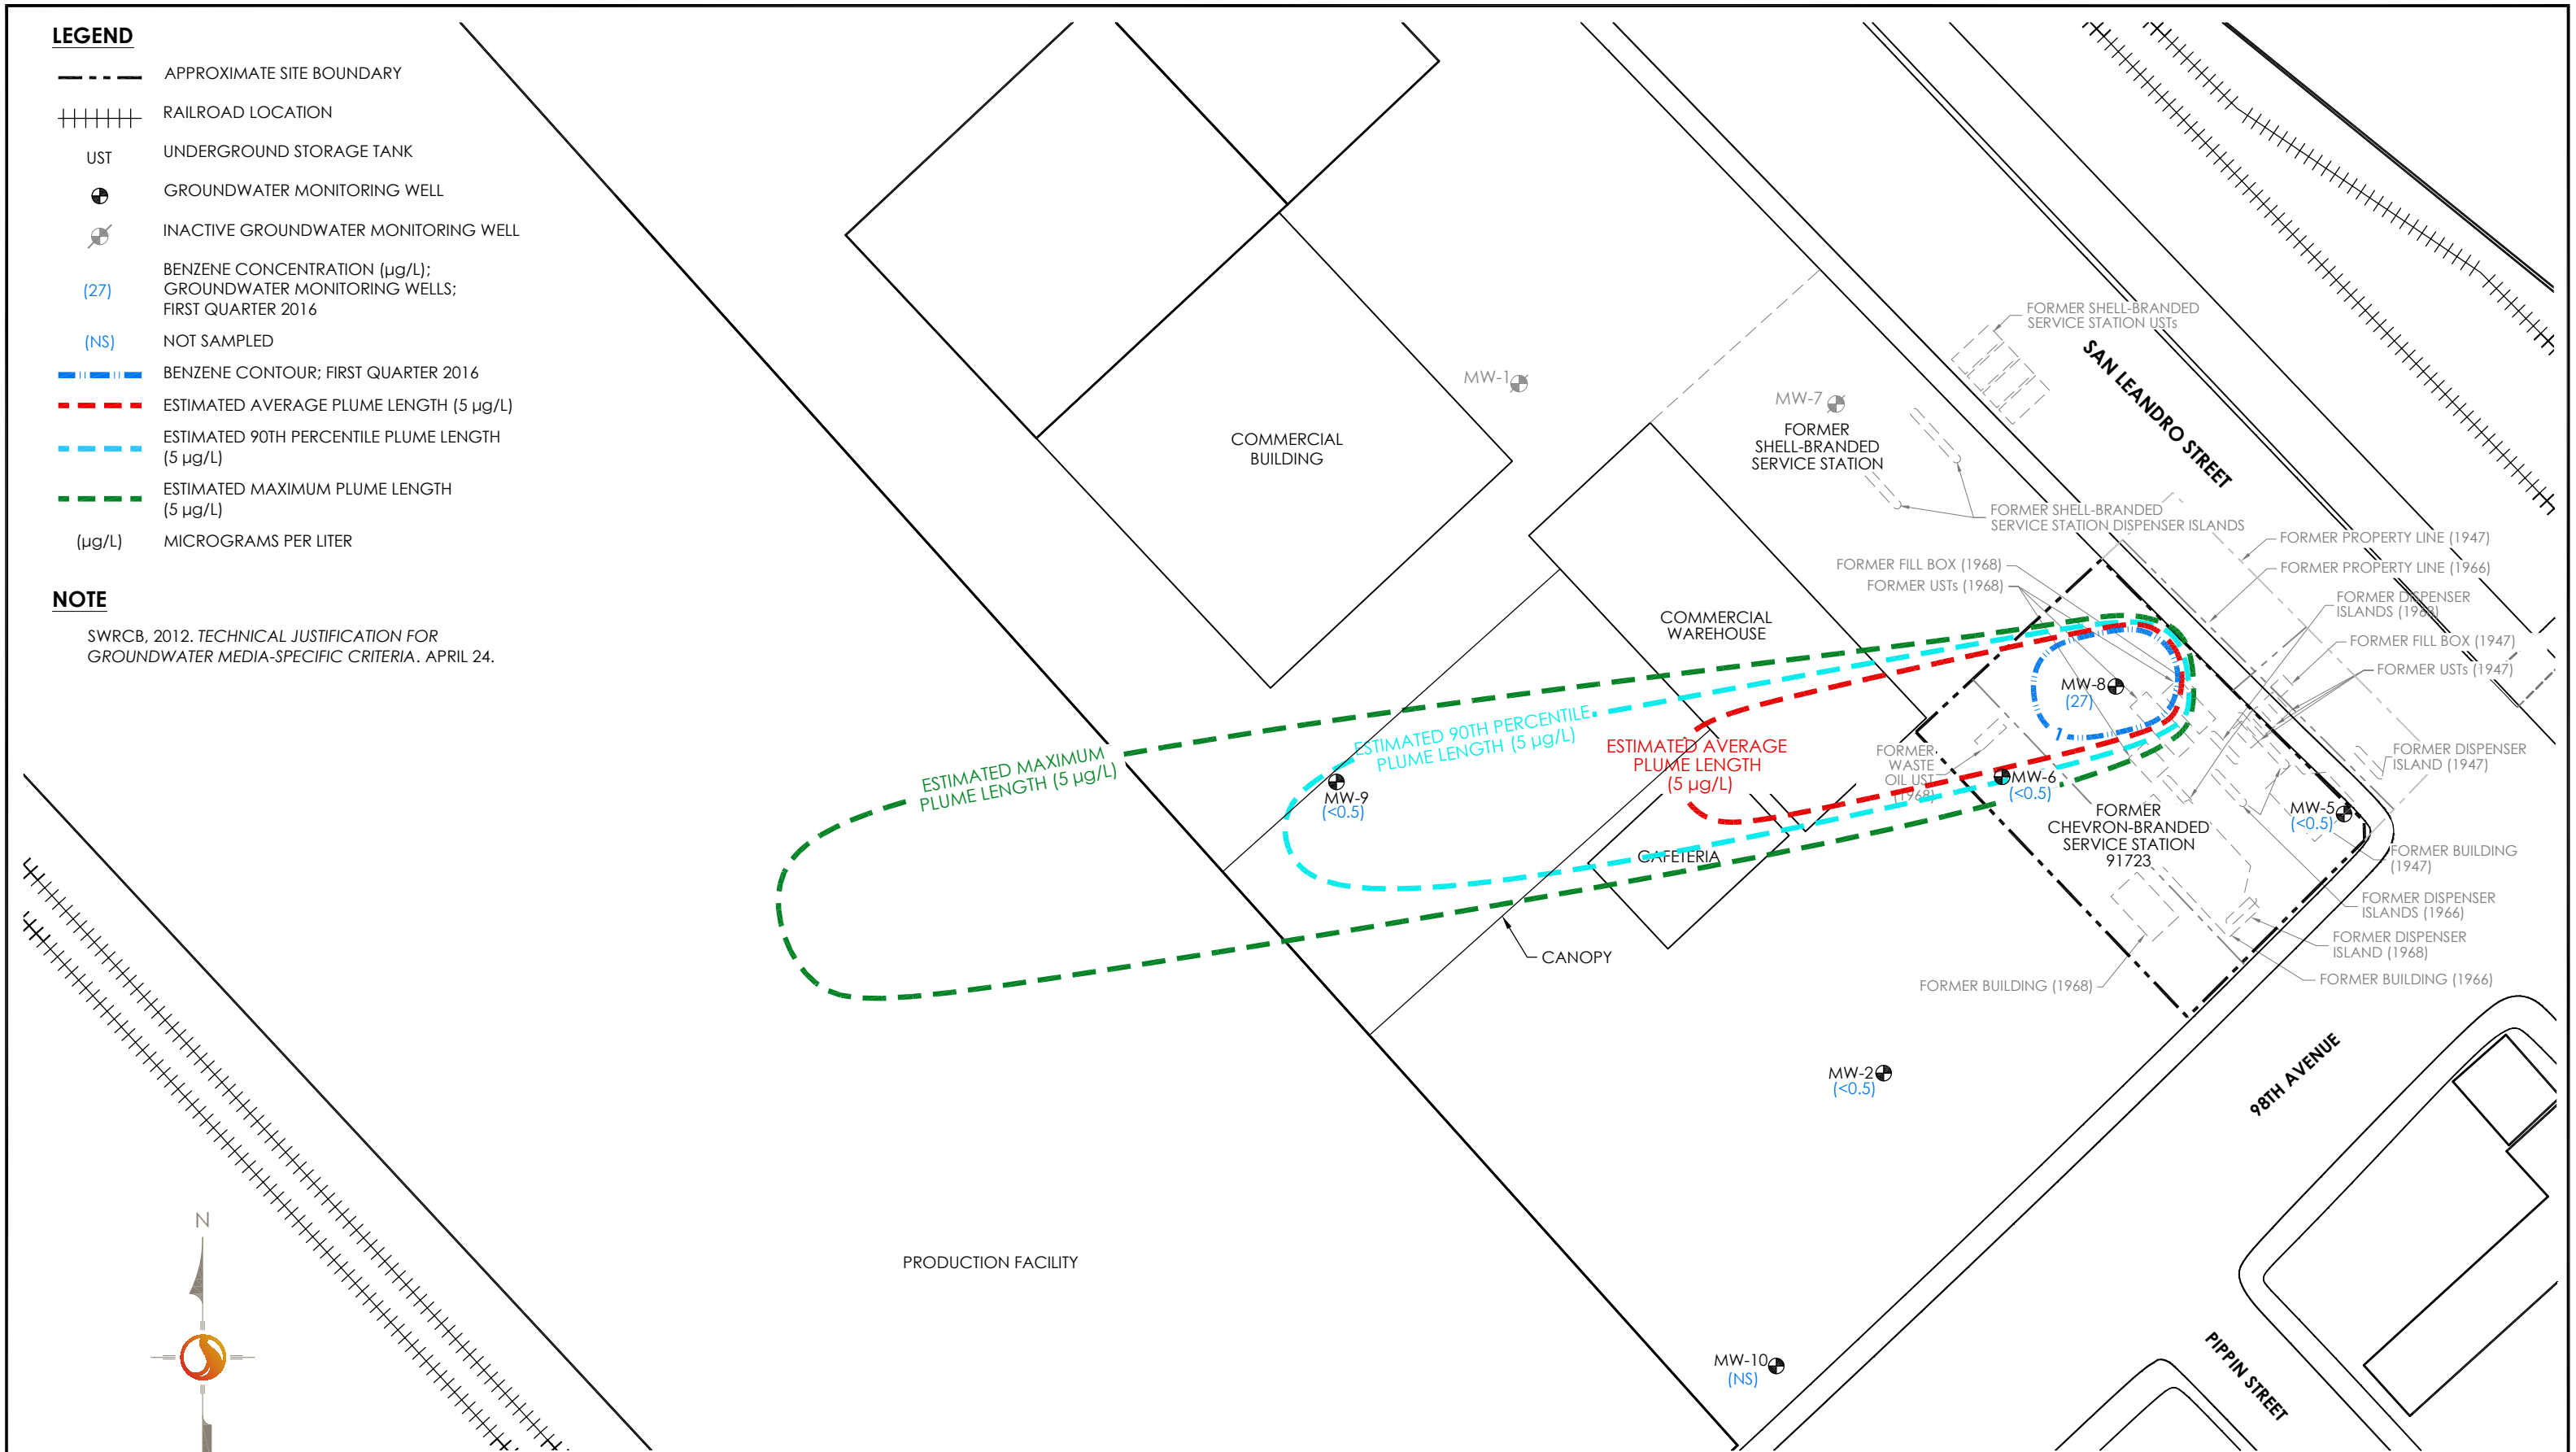 LEGEND
APPROXIMATE SITE BOUNDARY
RAILROAD LOCATION
UST
UNDERGROUND STORAGE TANK
GROUNDWATER MONITORING WELL
INACTIVE GROUNDWATER MONITORING WELL
(27)
BENZENE CONCENTRATION (µg/L);
GROUNDWATER MONITORING WELLS;
FIRST QUARTER 2016
(NS)
NOT SAMPLED
BENZENE CONTOUR; FIRST QUARTER 2016
ESTIMATED AVERAGE PLUME LENGTH (5 µg/L)
ESTIMATED 90TH PERCENTILE PLUME LENGTH
(5 µg/L)
ESTIMATED MAXIMUM PLUME LENGTH
(5 µg/L)
(µg/L)
MICROGRAMS PER LITER
NOTE
SWRCB, 2012. TECHNICAL JUSTIFICATION FOR
GROUNDWATER MEDIA-SPECIFIC CRITERIA. APRIL 24.
FORMER SHELL-BRANDED
SERVICE STATION USTs
SAN LEANDRO STREET
MW-1
MW-7
FORMER
SHELL-BRANDED
SERVICE STATION
COMMERCIAL
BUILDING
FORMER SHELL-BRANDED
SERVICE STATION DISPENSER ISLANDS
FORMER PROPERTY LINE (1947)
FORMER PROPERTY LINE (1966)
FORMER FILL BOX (1968)
FORMER USTs (1968)
FORMER DISPENSER
ISLANDS (1968)
COMMERCIAL
WAREHOUSE
FORMER FILL BOX (1947)
FORMER USTs (1947)
MW-8
(27)
1
ESTIMATED 90TH PERCENTILE
PLUME LENGTH (5 µg/L)
ESTIMATED AVERAGE
PLUME LENGTH
(5 µg/L)
ESTIMATED MAXIMUM
PLUME LENGTH (5 µg/L)
FORMER
WASTE
OIL UST
(1968)
FORMER DISPENSER
ISLAND (1947)
MW-9
(<0.5)
MW-6
(<0.5)
MW-5
(<0.5)
FORMER
CHEVRON-BRANDED
SERVICE STATION
91723
CAFETERIA
FORMER BUILDING
(1947)
FORMER DISPENSER
ISLANDS (1966)
FORMER DISPENSER
ISLAND (1968)
CANOPY
FORMER BUILDING (1968)
FORMER BUILDING (1966)
MW-2
(<0.5)
98TH AVENUE
PRODUCTION FACILITY
N
MW-10
(NS)
PIPPIN STREET